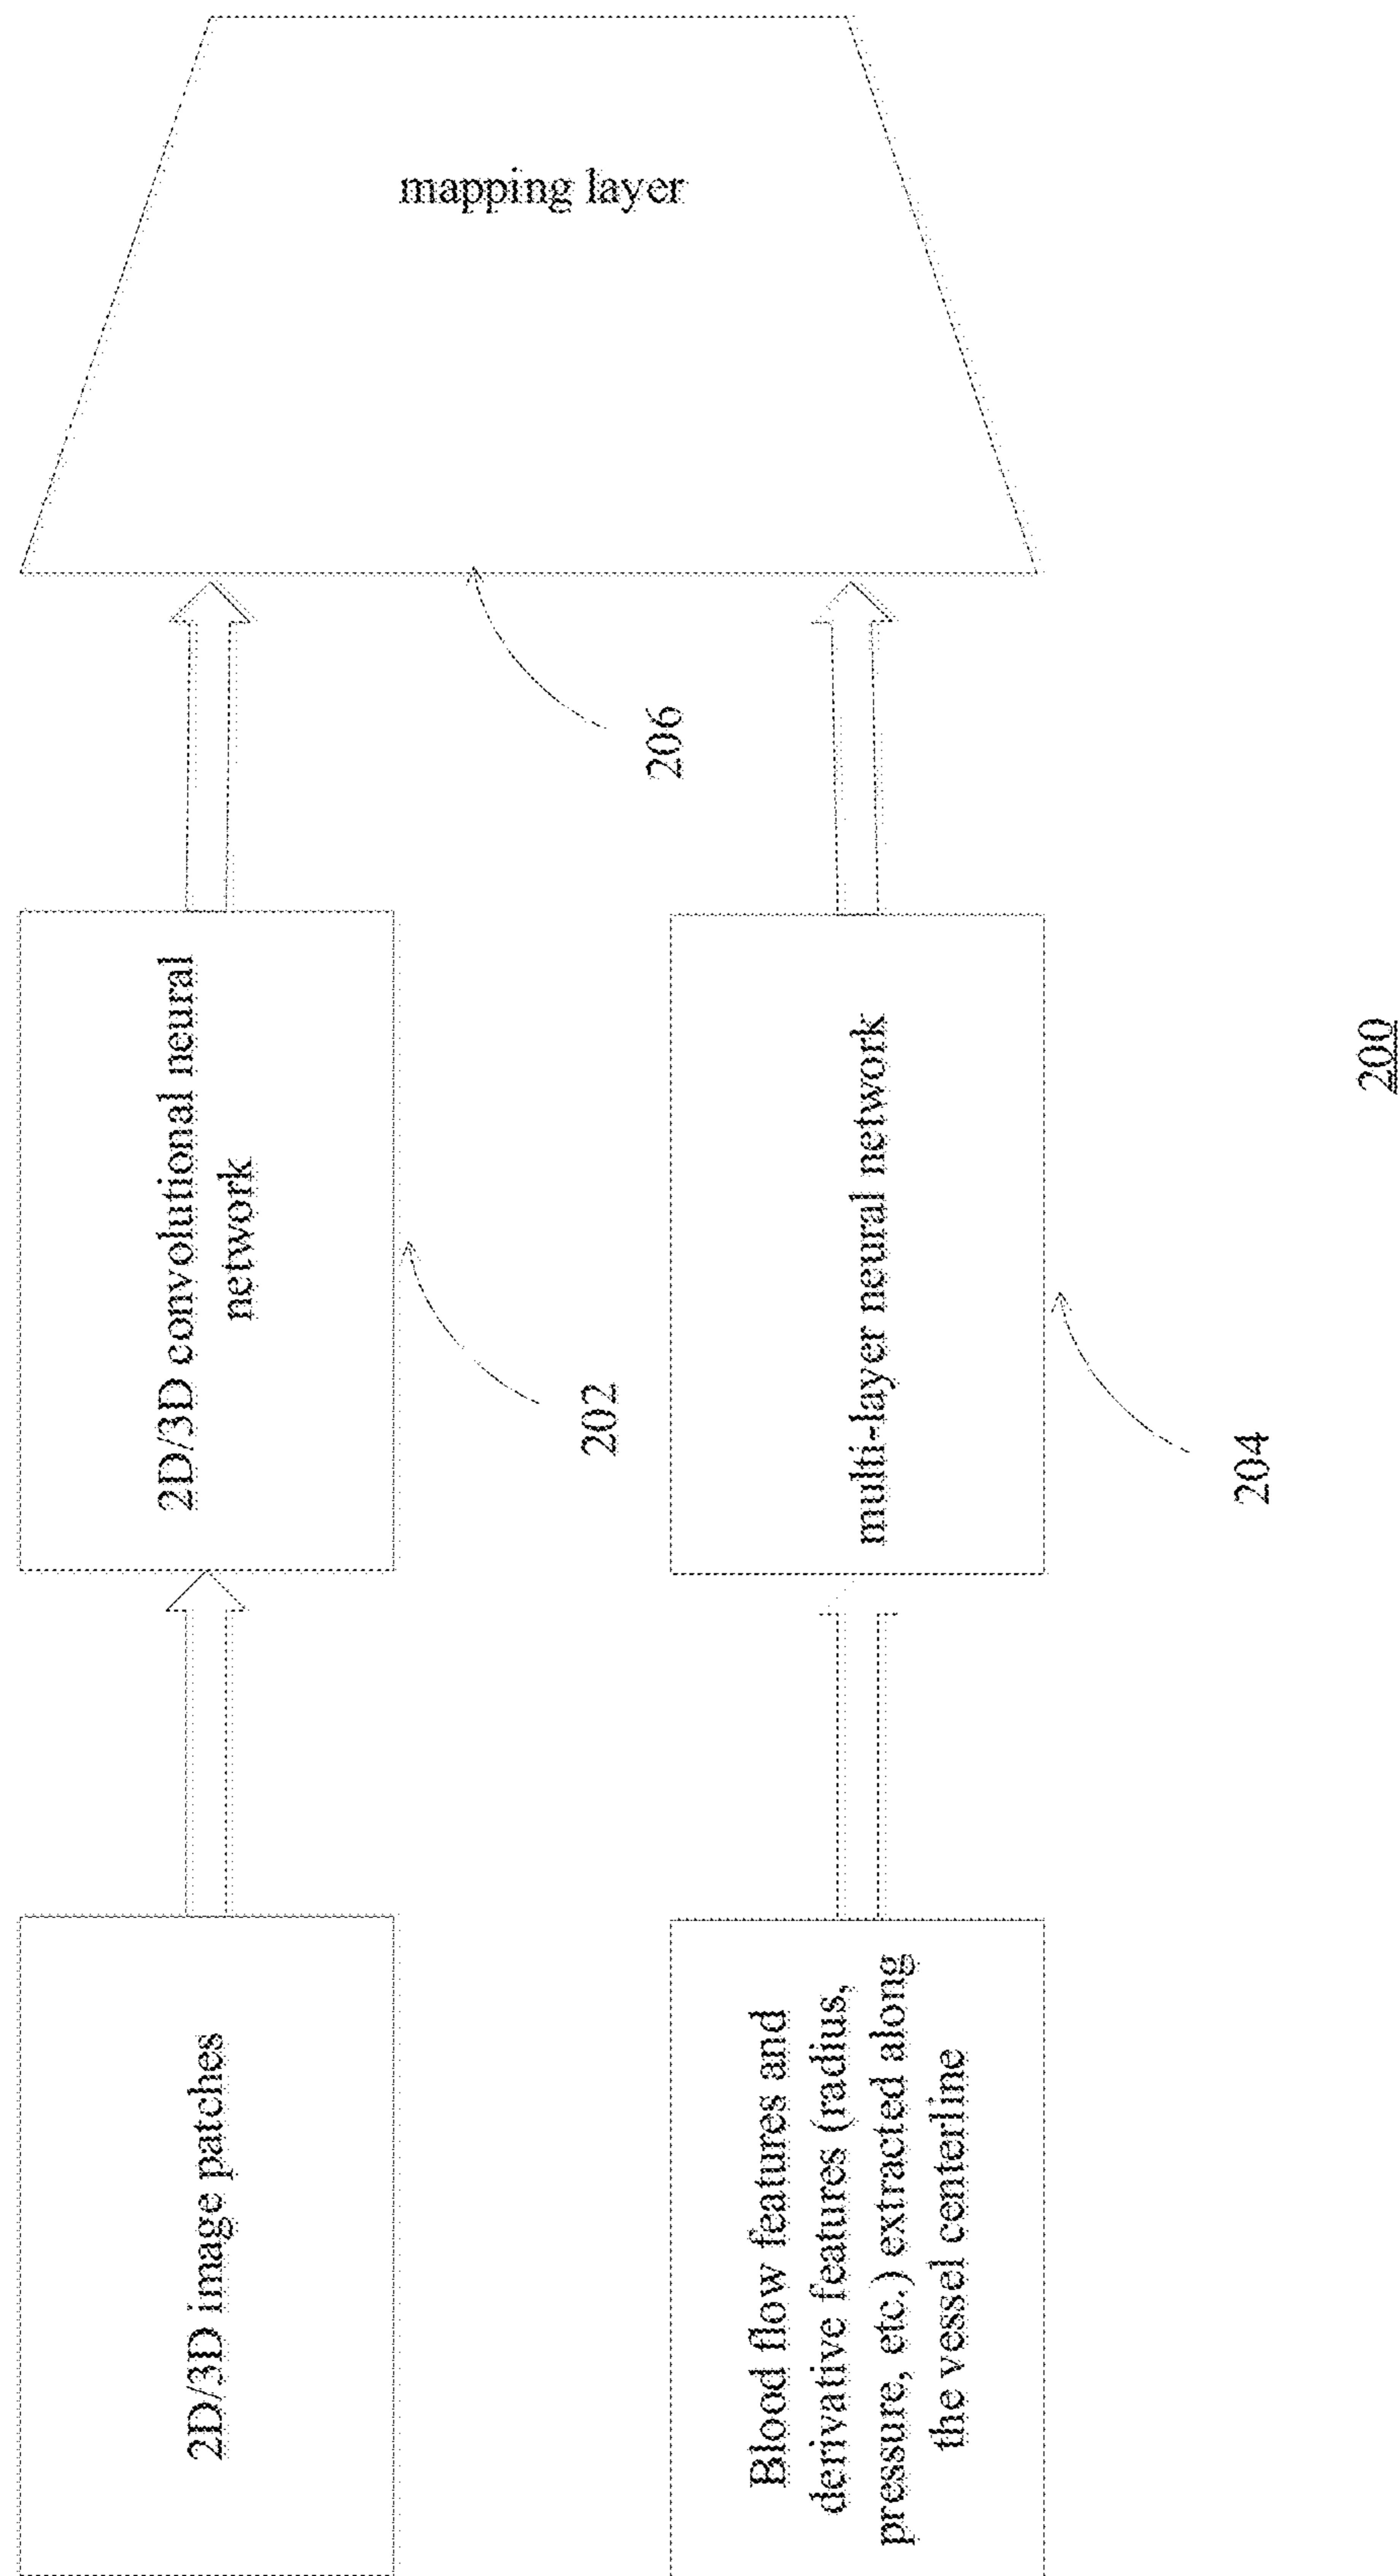 2D/3D image patches
2D/3D convolutional neural
network
202
Blood flow features and
derivative features (radius,
pressure, etc.) extracted along
the vessel centerline
multi-layer neural network
204
206
mapping layer
200